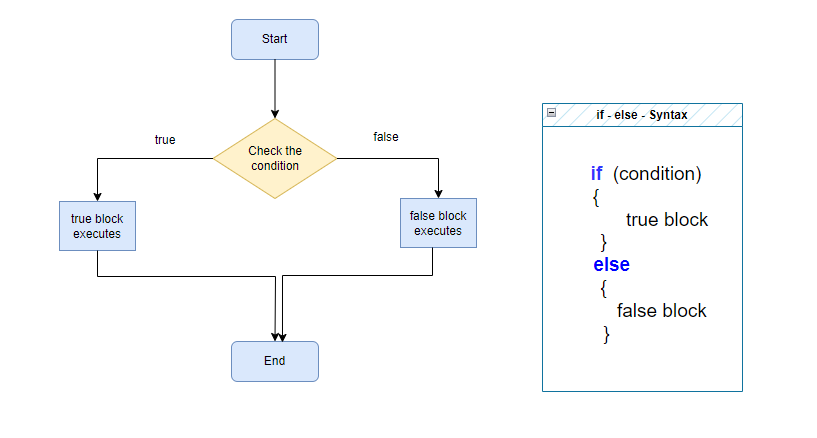 Start
true
false
Check the
condition
true block
executes
false block
executes
End
if - else - Syntax
if (condition)
{
true block
}
else
{
false block
}